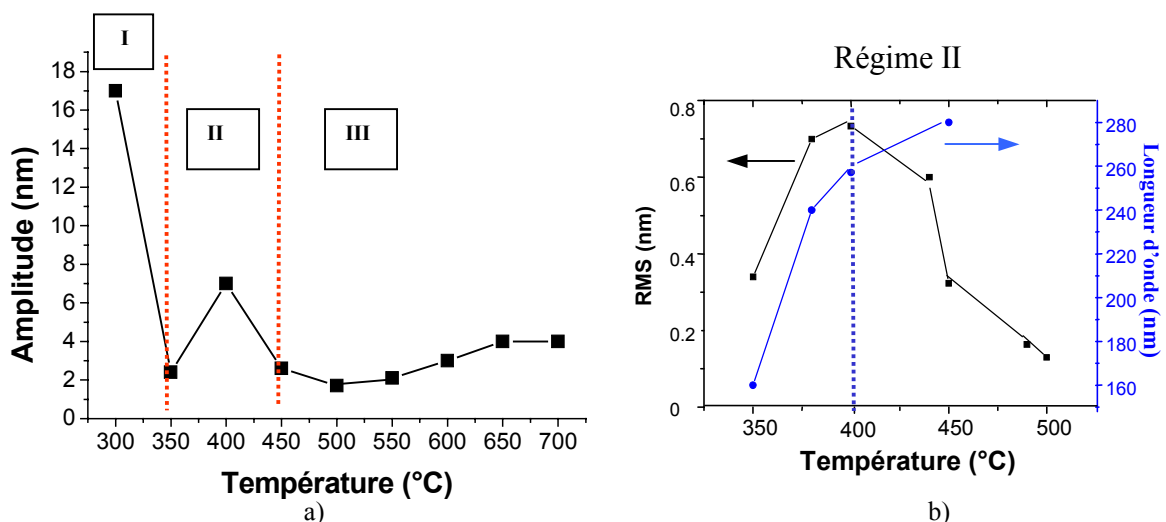 I
II
III
Amplitude (nm)
18
16
14
12
10
8
6
4
2
0
300 350 400 450 500 550 600 650 700
Température (°C)
a)
Régime II
RMS (nm)
0.8
0.6
0.4
0.2
0
280
260
240
220
200
180
160
Longueur d'onde (nm)
350 400 450 500
Température (°C)
b)